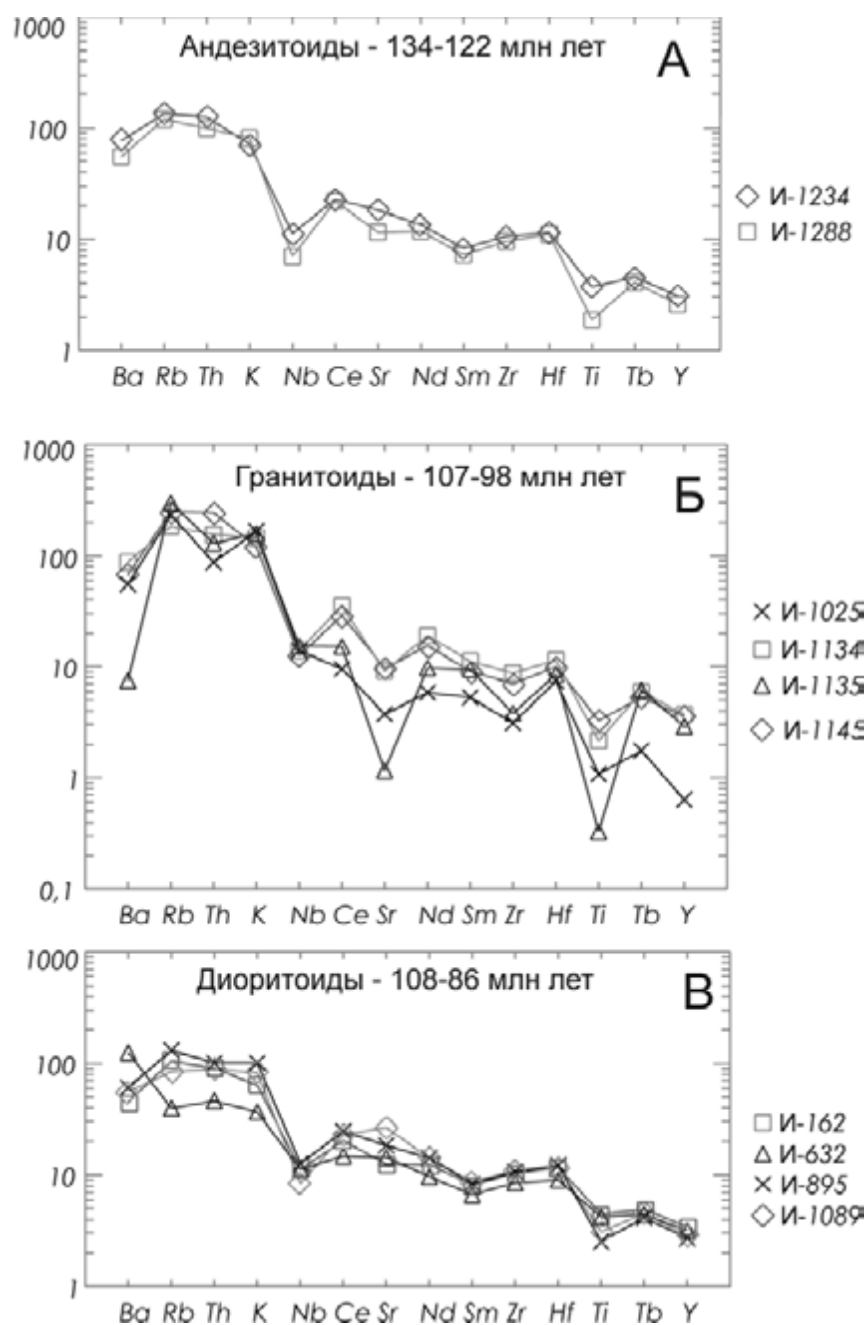 Андезитоиды - 134-122 млн лет
А
1000
100
10
1
Ba Rb Th K Nb Ce Sr Nd Sm Zr Hf Ti Tb Y
И-1234
И-1288
Гранитоиды - 107-98 млн лет
Б
1000
100
10
1
0,1
Ba Rb Th K Nb Ce Sr Nd Sm Zr Hf Ti Tb Y
И-1025
И-1134
И-1135
И-1145
Диоритоиды - 108-86 млн лет
В
1000
100
10
1
Ba Rb Th K Nb Ce Sr Nd Sm Zr Hf Ti Tb Y
И-162
И-632
И-895
И-1089